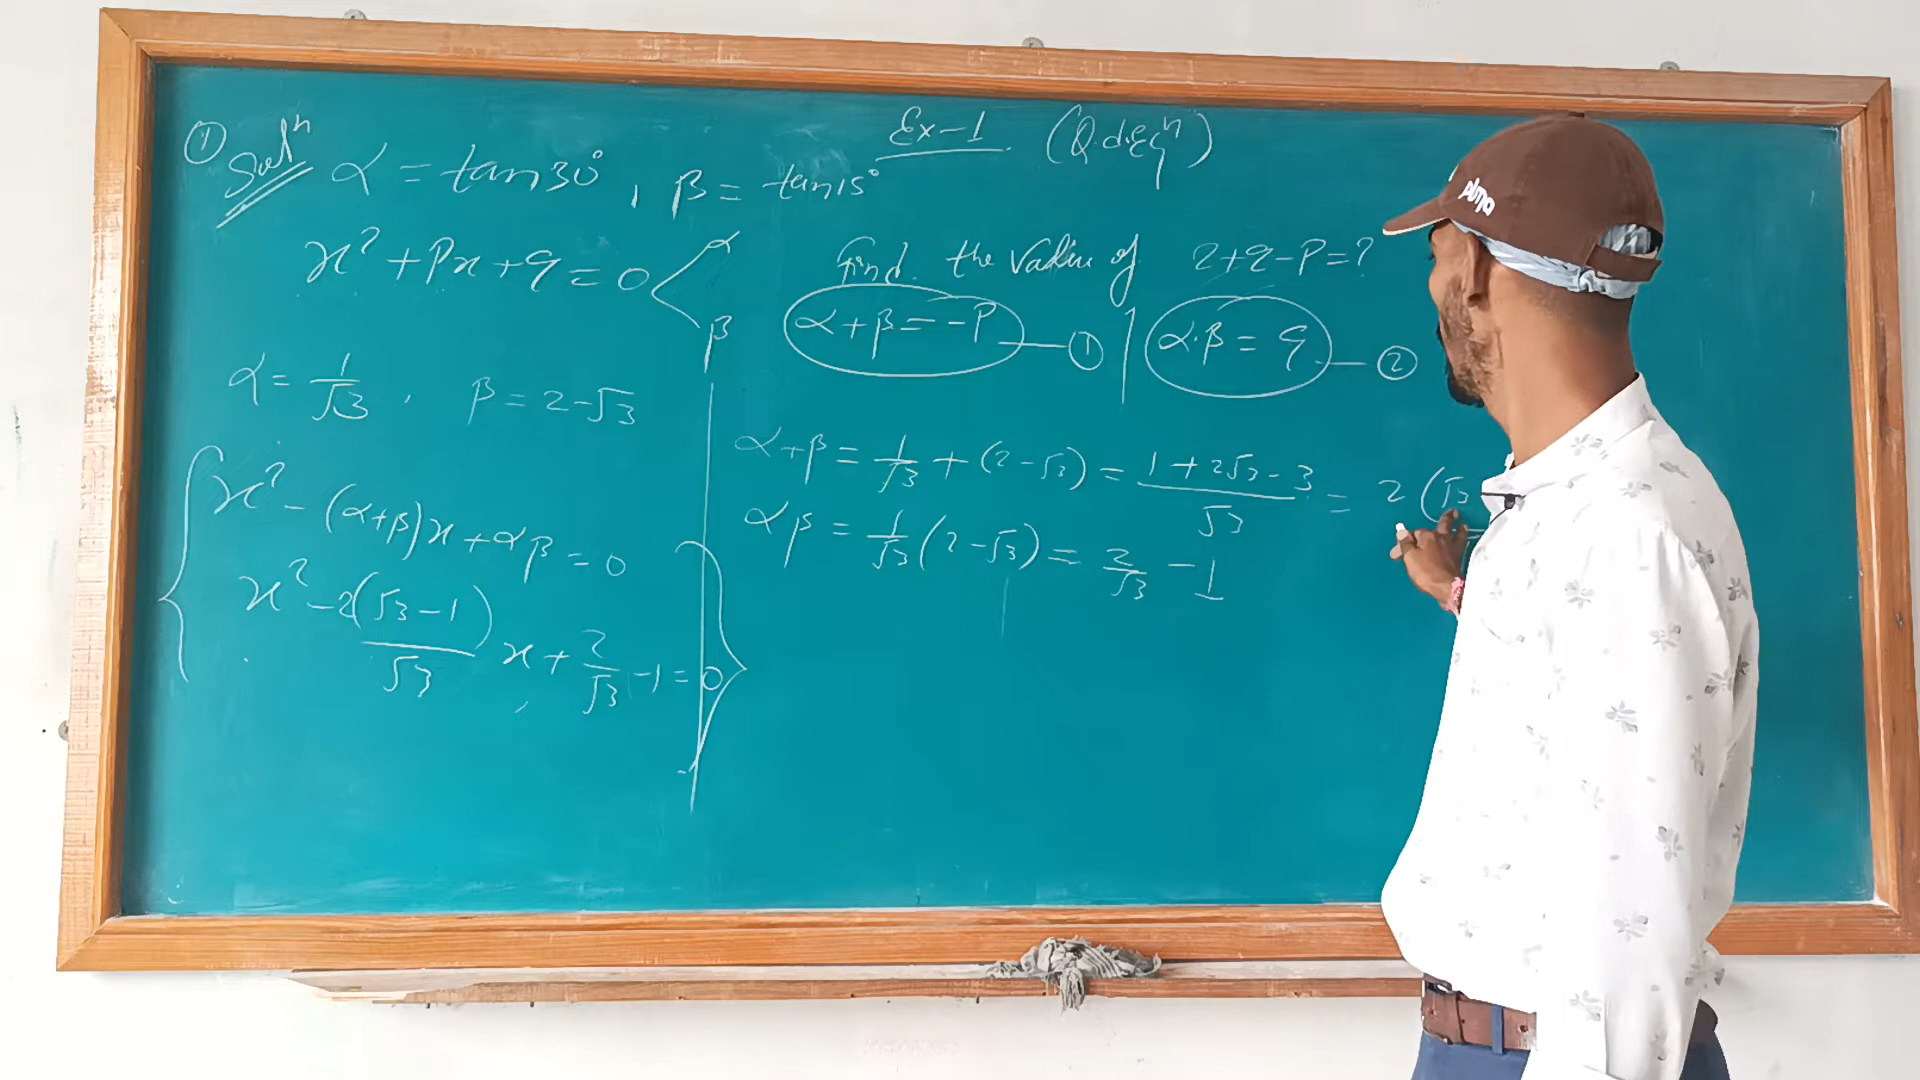 Ex-1 (Q.d.Eqⁿ)
① Solⁿ α = tan30°, β = tan15°
x² + Px + q = 0 < α β
find the value of 2+q-P=?
α+β = -P — ① | α.β = q — ②
α = 1/√3, β = 2-√3
x² - (α+β)x + αβ = 0
x² - 2(√3-1)/√3 x + 2/√3 - 1 = 0
α+β = 1/√3 + (2-√3) = (1+2√3-3)/√3 = 2(√3
αβ = 1/√3 (2-√3) = 2/√3 - 1
puma